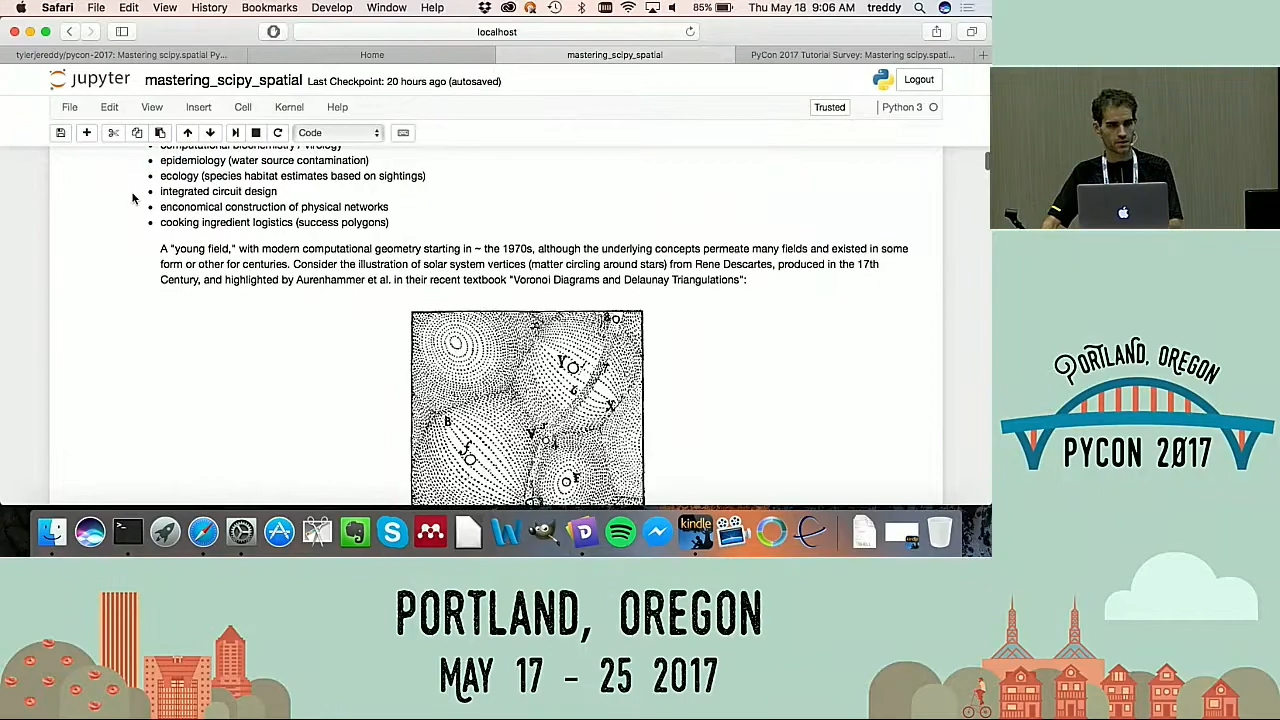 Safari File Edit View History Bookmarks Develop Window Help 85% Thu May 18 9:06 AM treddy
localhost
tylerjereddy/pycon-2017: Mastering scipy.spatial Py... Home mastering_scipy_spatial PyCon 2017 Tutorial Survey: Mastering scipy.spati...
jupyter mastering_scipy_spatial Last Checkpoint: 20 hours ago (autosaved) Logout
File Edit View Insert Cell Kernel Help Trusted Python 3
Code
computational biochemistry / virology
epidemiology (water source contamination)
ecology (species habitat estimates based on sightings)
integrated circuit design
enconomical construction of physical networks
cooking ingredient logistics (success polygons)
A "young field," with modern computational geometry starting in ~ the 1970s, although the underlying concepts permeate many fields and existed in some
form or other for centuries. Consider the illustration of solar system vertices (matter circling around stars) from Rene Descartes, produced in the 17th
Century, and highlighted by Aurenhammer et al. in their recent textbook "Voronoi Diagrams and Delaunay Triangulations":
Y
X
B
F
kindle
PORTLAND, OREGON
PYCON 2017
PORTLAND, OREGON
MAY 17 - 25 2017